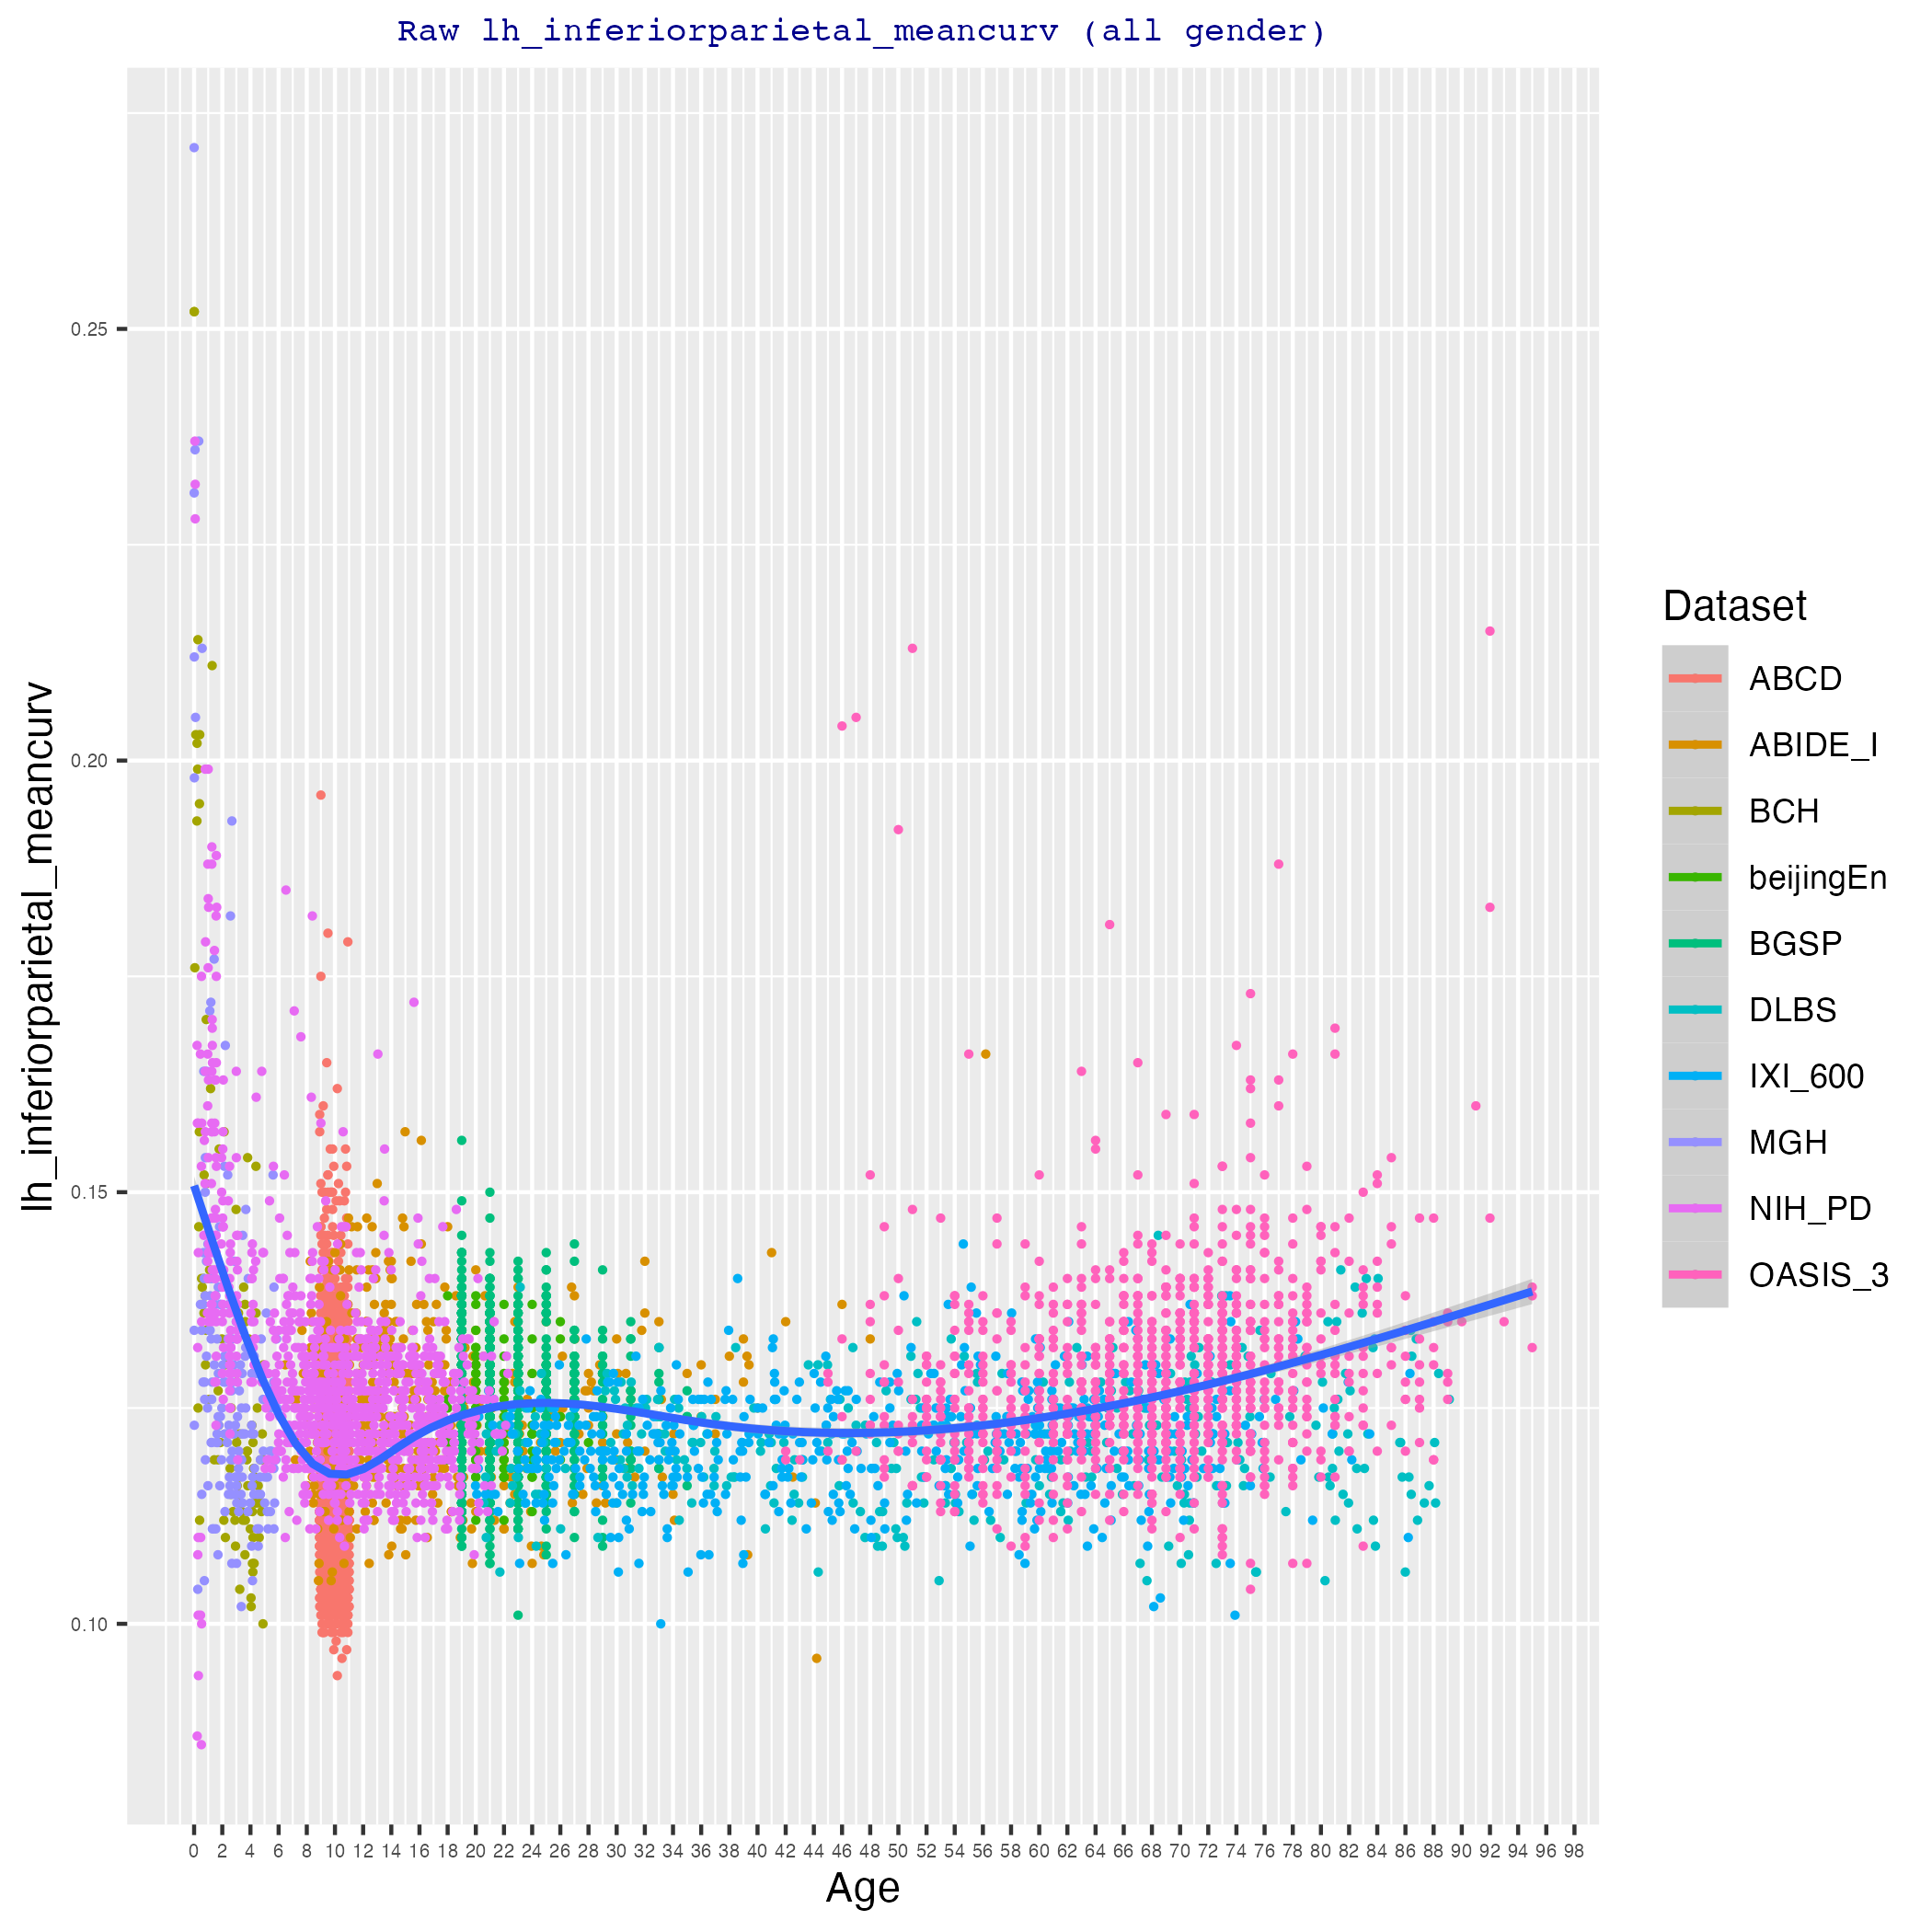 Raw lh_inferiorparietal_meancurv (all gender)
lh_inferiorparietal_meancurv
0.25
0.20
0.15
0.10
0 2 4 6 8 10 12 14 16 18 20 22 24 26 28 30 32 34 36 38 40 42 44 46 48 50 52 54 56 58 60 62 64 66 68 70 72 74 76 78 80 82 84 86 88 90 92 94 96 98
Age
Dataset
ABCD
ABIDE_I
BCH
beijingEn
BGSP
DLBS
IXI_600
MGH
NIH_PD
OASIS_3